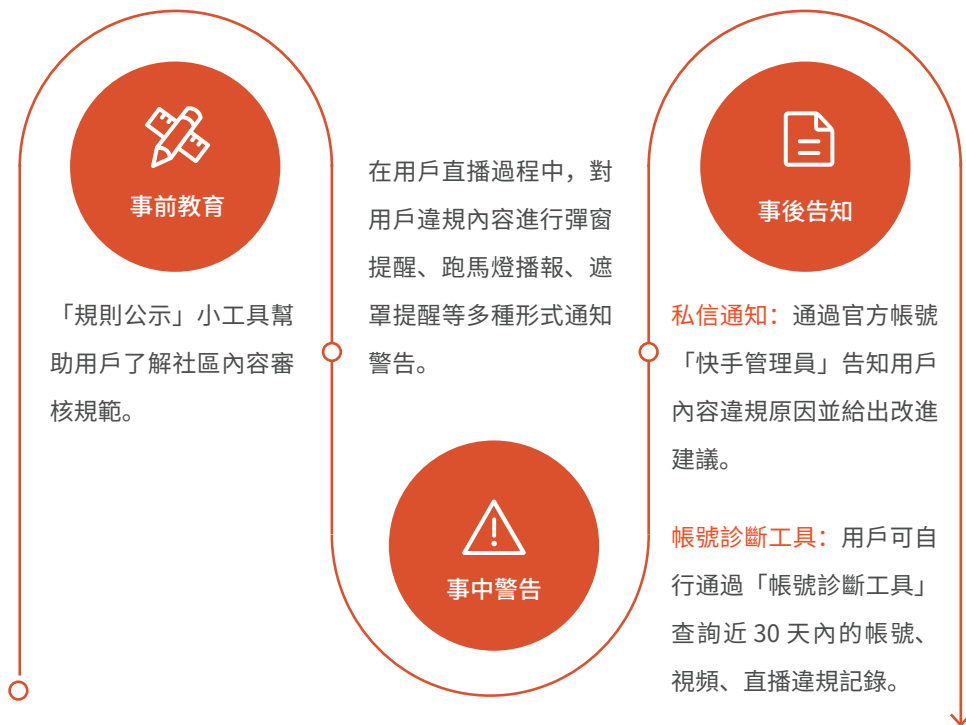 事前教育
「規則公示」小工具幫
助用戶了解社區內容審
核規範。
在用戶直播過程中，對
用戶違規內容進行彈窗
提醒、跑馬燈播報、遮
罩提醒等多種形式通知
警告。
事中警告
事後告知
私信通知：通過官方帳號
「快手管理員」告知用戶
內容違規原因並給出改進
建議。
帳號診斷工具：用戶可自
行通過「帳號診斷工具」
查詢近 30 天內的帳號、
視頻、直播違規記錄。